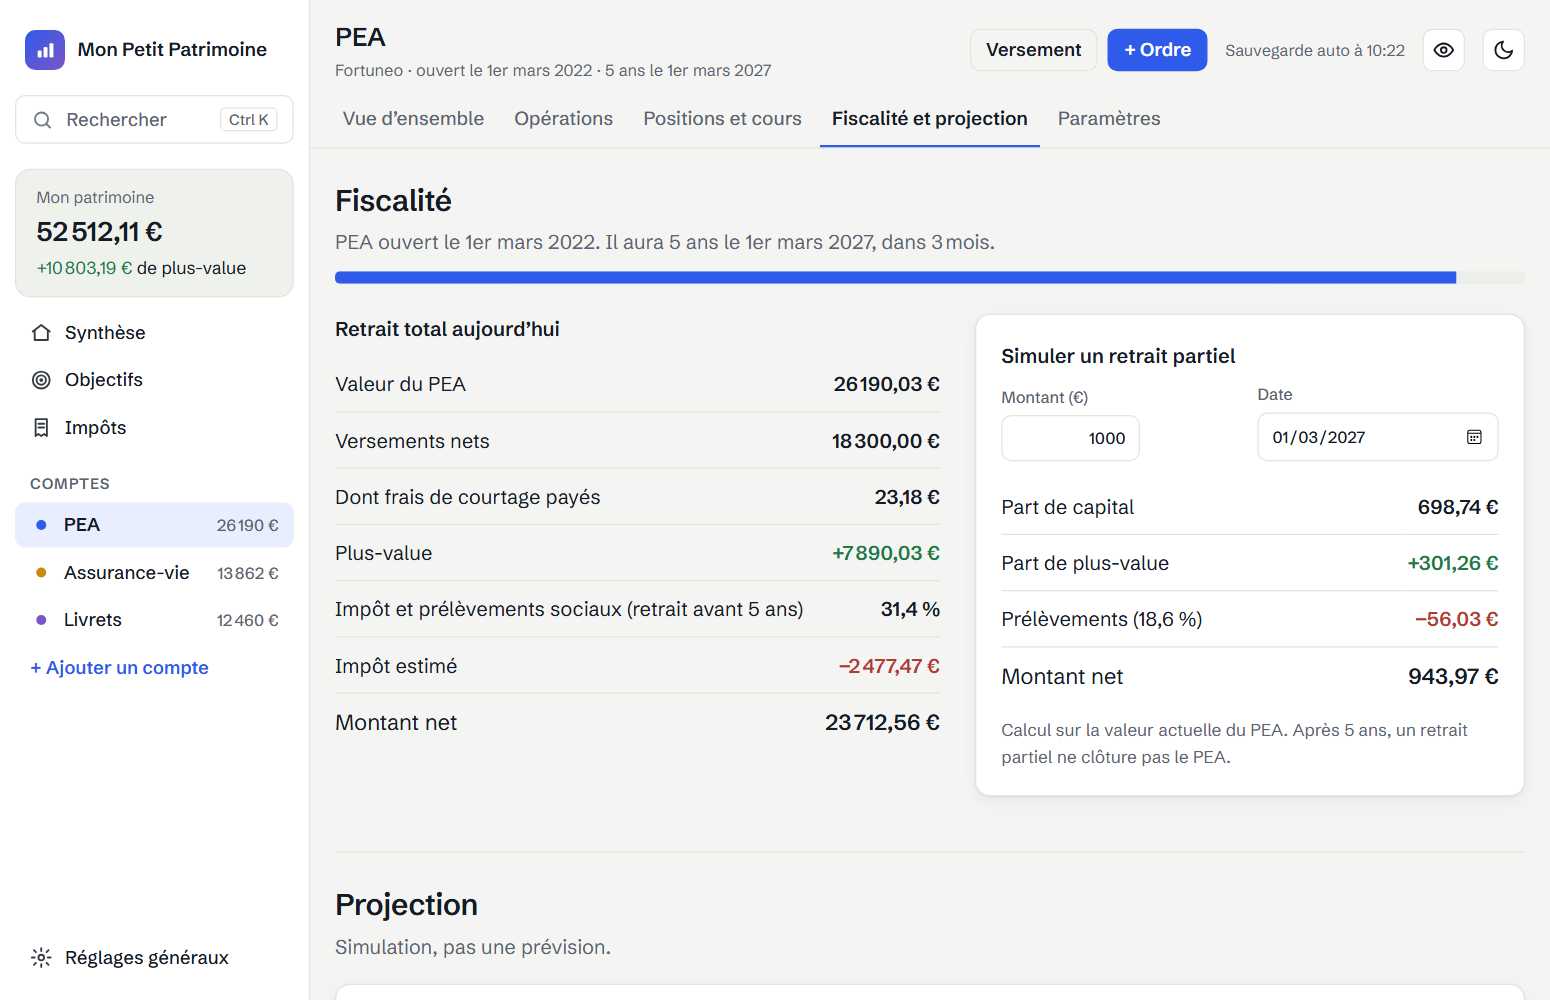 Mon Petit Patrimoine
Rechercher
Ctrl K
Mon patrimoine
52 512,11 €
+10 803,19 € de plus-value
Synthèse
Objectifs
Impôts
COMPTES
PEA 26 190 €
Assurance-vie 13 862 €
Livrets 12 460 €
+ Ajouter un compte
Réglages généraux
PEA
Fortuneo · ouvert le 1er mars 2022 · 5 ans le 1er mars 2027
Versement
+ Ordre
Sauvegarde auto à 10:22
Vue d’ensemble
Opérations
Positions et cours
Fiscalité et projection
Paramètres
Fiscalité
PEA ouvert le 1er mars 2022. Il aura 5 ans le 1er mars 2027, dans 3 mois.
Retrait total aujourd’hui
Valeur du PEA 26 190,03 €
Versements nets 18 300,00 €
Dont frais de courtage payés 23,18 €
Plus-value +7 890,03 €
Impôt et prélèvements sociaux (retrait avant 5 ans) 31,4 %
Impôt estimé −2 477,47 €
Montant net 23 712,56 €
Simuler un retrait partiel
Montant (€)
1000
Date
01/03/2027
Part de capital 698,74 €
Part de plus-value +301,26 €
Prélèvements (18,6 %) −56,03 €
Montant net 943,97 €
Calcul sur la valeur actuelle du PEA. Après 5 ans, un retrait
partiel ne clôture pas le PEA.
Projection
Simulation, pas une prévision.